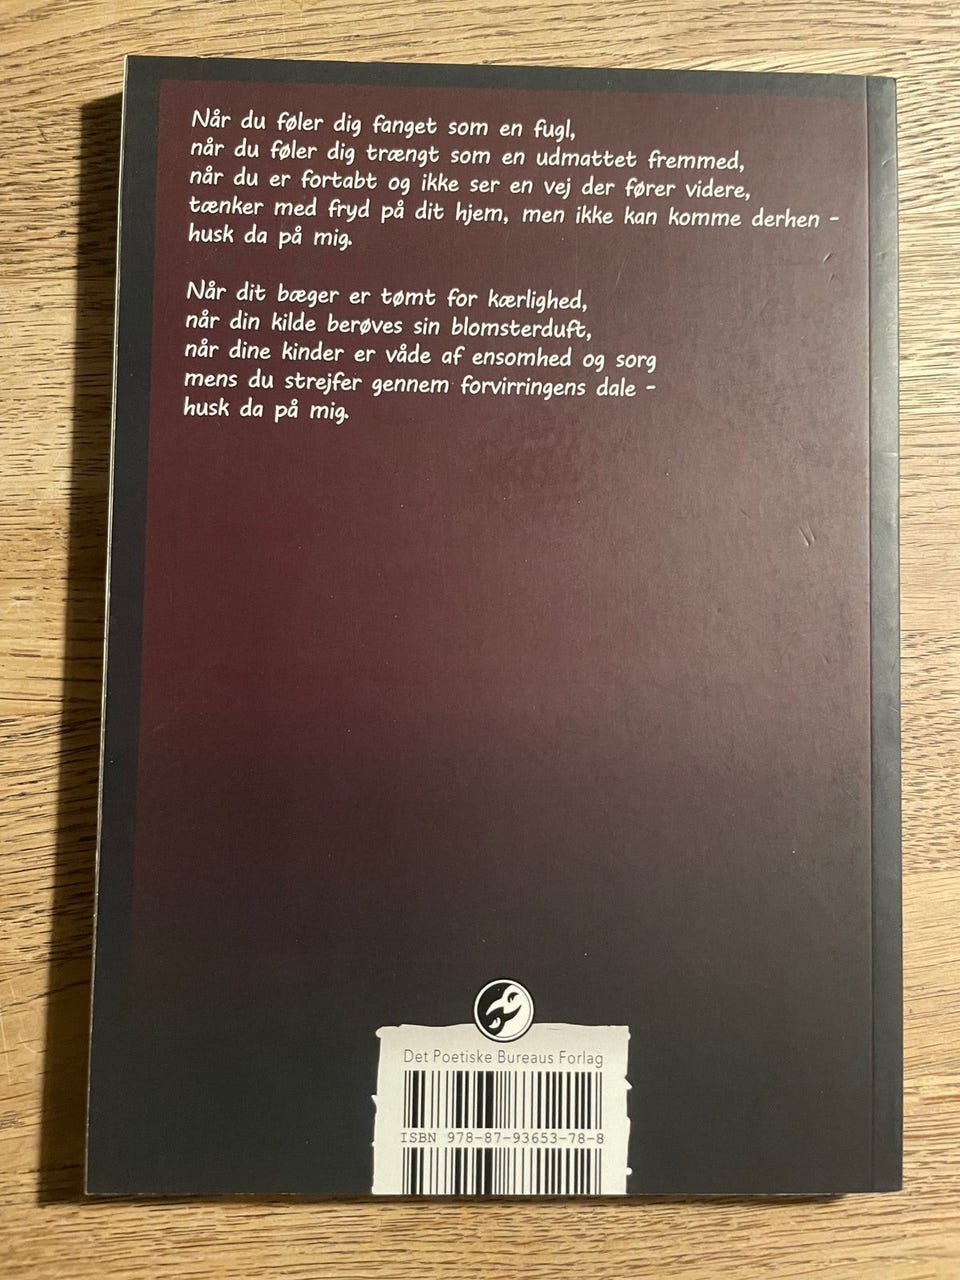 Når du føler dig fanget som en fugl,
når du føler dig trængt som en udmattet fremmed,
når du er fortabt og ikke ser en vej der fører videre,
tænker med fryd på dit hjem, men ikke kan komme derhen -
husk da på mig.
Når dit bæger er tømt for kærlighed,
når din kilde berøves sin blomsterduft,
når dine kinder er våde af ensomhed og sorg
mens du strejfer gennem forvirringens dale -
husk da på mig.
Det Poetiske Bureaus Forlag
ISBN 978-87-93653-78-8